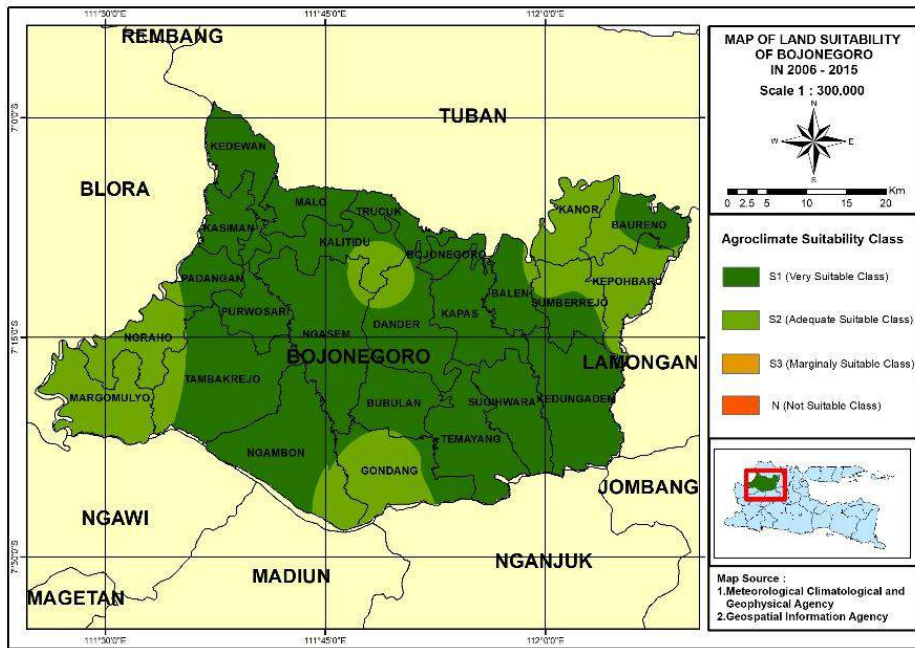 111°30'0"E 111°45'0"E 112°0'0"E
REMBANG
TUBAN
BLORA
7°0'0"S
KEDEWAN
MALO
TRUCUK
KASIMAN
KALITIDU
BOJONEGORO
KANOR
BAURENO
PADANGAN
BALEN
KEPOHBARU
SUMBERREJO
PURWOSARI
DANDER
KAPAS
NGRAHO
NGASEM
7°15'0"S
BOJONEGORO
LAMONGAN
MARGOMULYO
TAMBAKREJO
BUBULAN
SUGIHWARA
KEDUNGADEN
NGAMBON
TEMAYANG
GONDANG
JOMBANG
NGAWI
7°30'0"S
NGANJUK
MADIUN
MAGETAN
111°30'0"E 111°45'0"E 112°0'0"E
MAP OF LAND SUITABILITY
OF BOJONEGORO
IN 2006 - 2015
Scale 1 : 300.000
N
W E
S
0 2.5 5 10 15 20
Km
Agroclimate Suitability Class
S1 (Very Suitable Class)
S2 (Adequate Suitable Class)
S3 (Marginaly Suitable Class)
N (Not Suitable Class)
Map Source :
1.Meteorological Climatological and
Geophysical Agency
2.Geospatial Information Agency